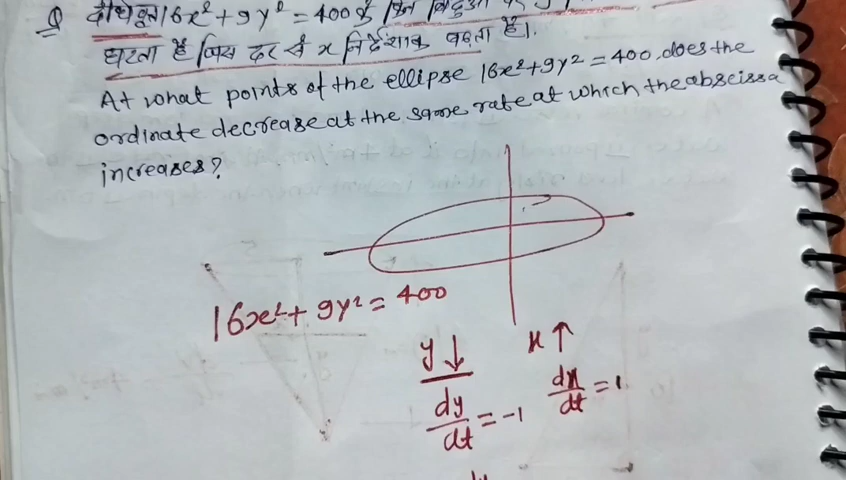 Q दीर्घवृत्त 16x² + 9y² = 400 के किन बिंदुओं पर
घटता है जिस दर से x निर्देशांक बढ़ता है।
At what points of the ellipse 16x²+9y² = 400, does the
ordinate decrease at the same rate at which the abscissa
increases?
16x²+ 9y² = 400
y↓ x↑
dy/dt = -1 dx/dt = 1